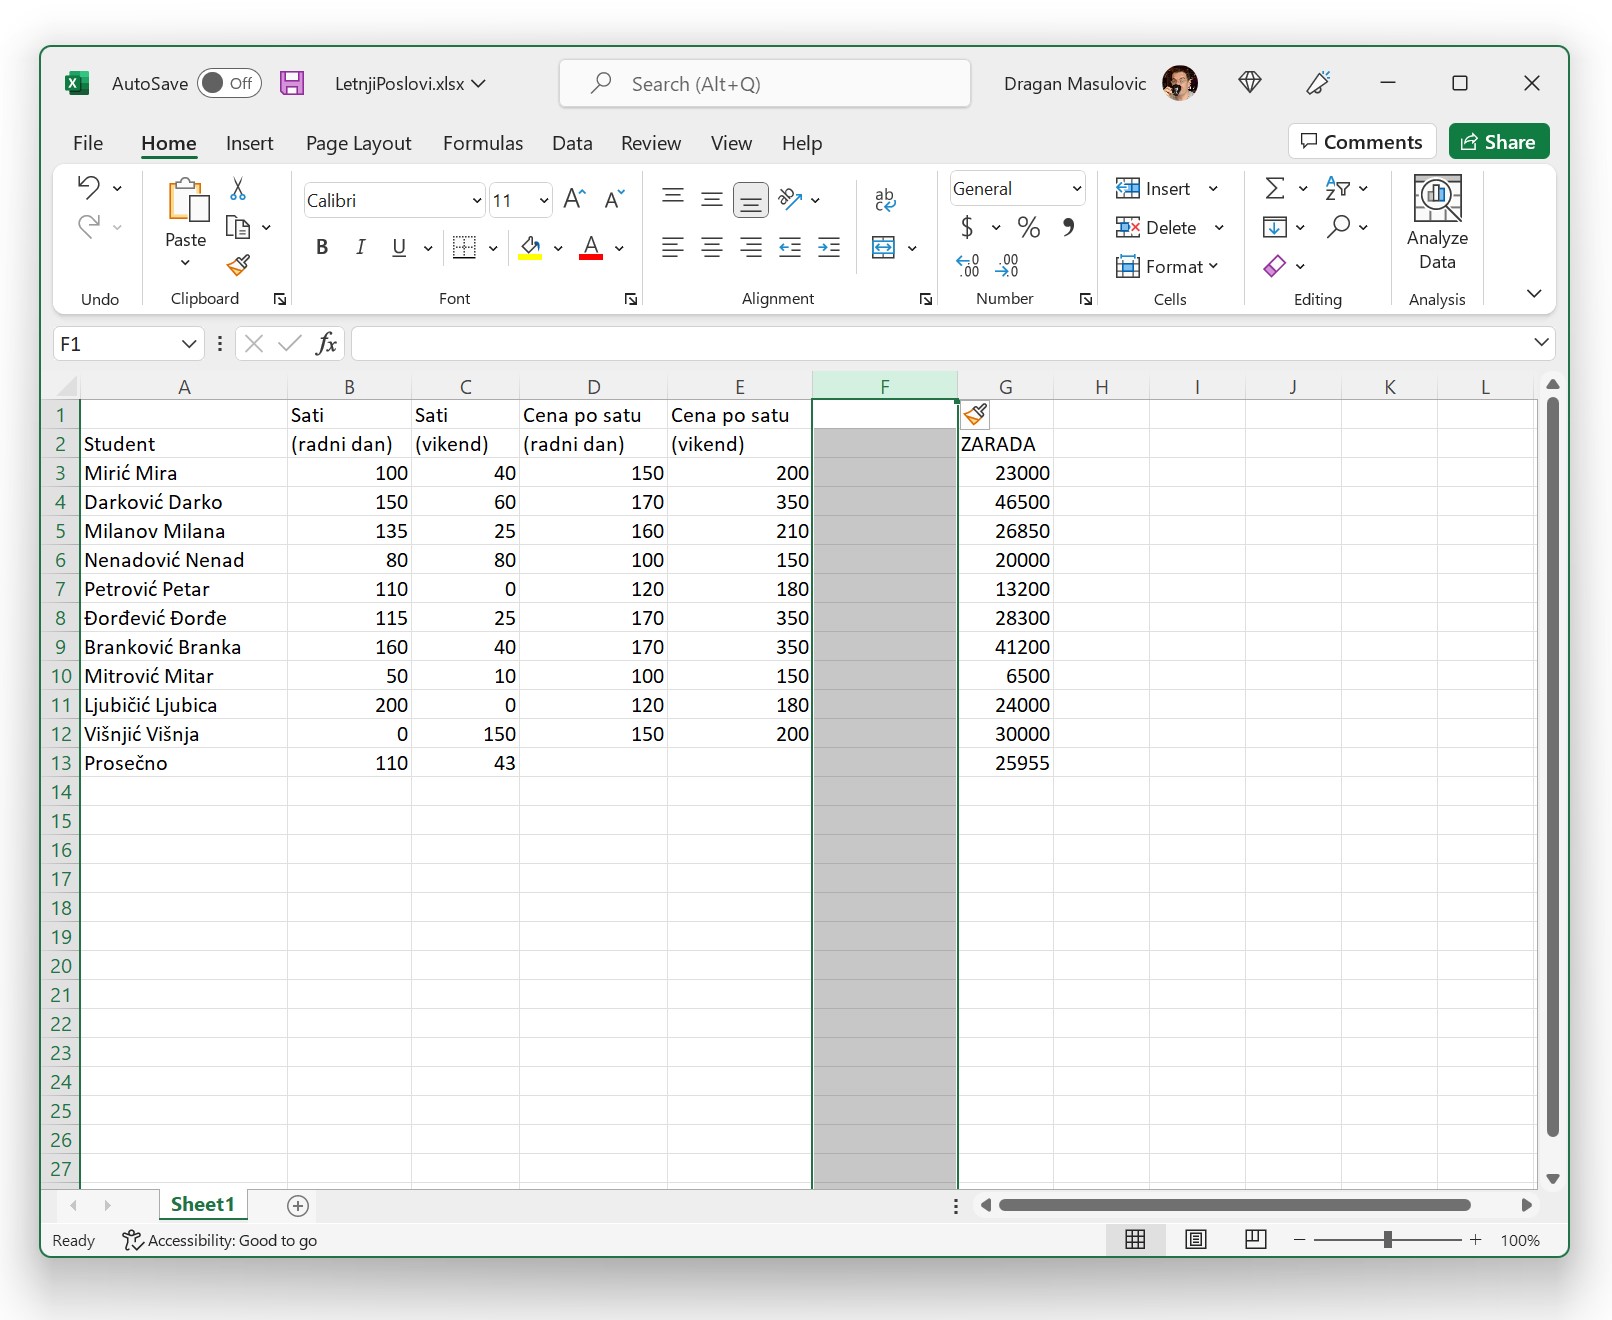 AutoSave Off LetnjiPoslovi.xlsx Search (Alt+Q) Dragan Masulovic
File Home Insert Page Layout Formulas Data Review View Help Comments Share
Paste Calibri 11 General Insert Delete Format Analyze Data
Undo Clipboard Font Alignment Number Cells Editing Analysis
F1 fx
A B C D E F G H I J K L
1 Sati Sati Cena po satu Cena po satu
2 Student (radni dan) (vikend) (radni dan) (vikend) ZARADA
3 Mirić Mira 100 40 150 200 23000
4 Darković Darko 150 60 170 350 46500
5 Milanov Milana 135 25 160 210 26850
6 Nenadović Nenad 80 80 100 150 20000
7 Petrović Petar 110 0 120 180 13200
8 Đorđević Đorđe 115 25 170 350 28300
9 Branković Branka 160 40 170 350 41200
10 Mitrović Mitar 50 10 100 150 6500
11 Ljubičić Ljubica 200 0 120 180 24000
12 Višnjić Višnja 0 150 150 200 30000
13 Prosečno 110 43 25955
14
15
16
17
18
19
20
21
22
23
24
25
26
27
Sheet1
Ready Accessibility: Good to go 100%